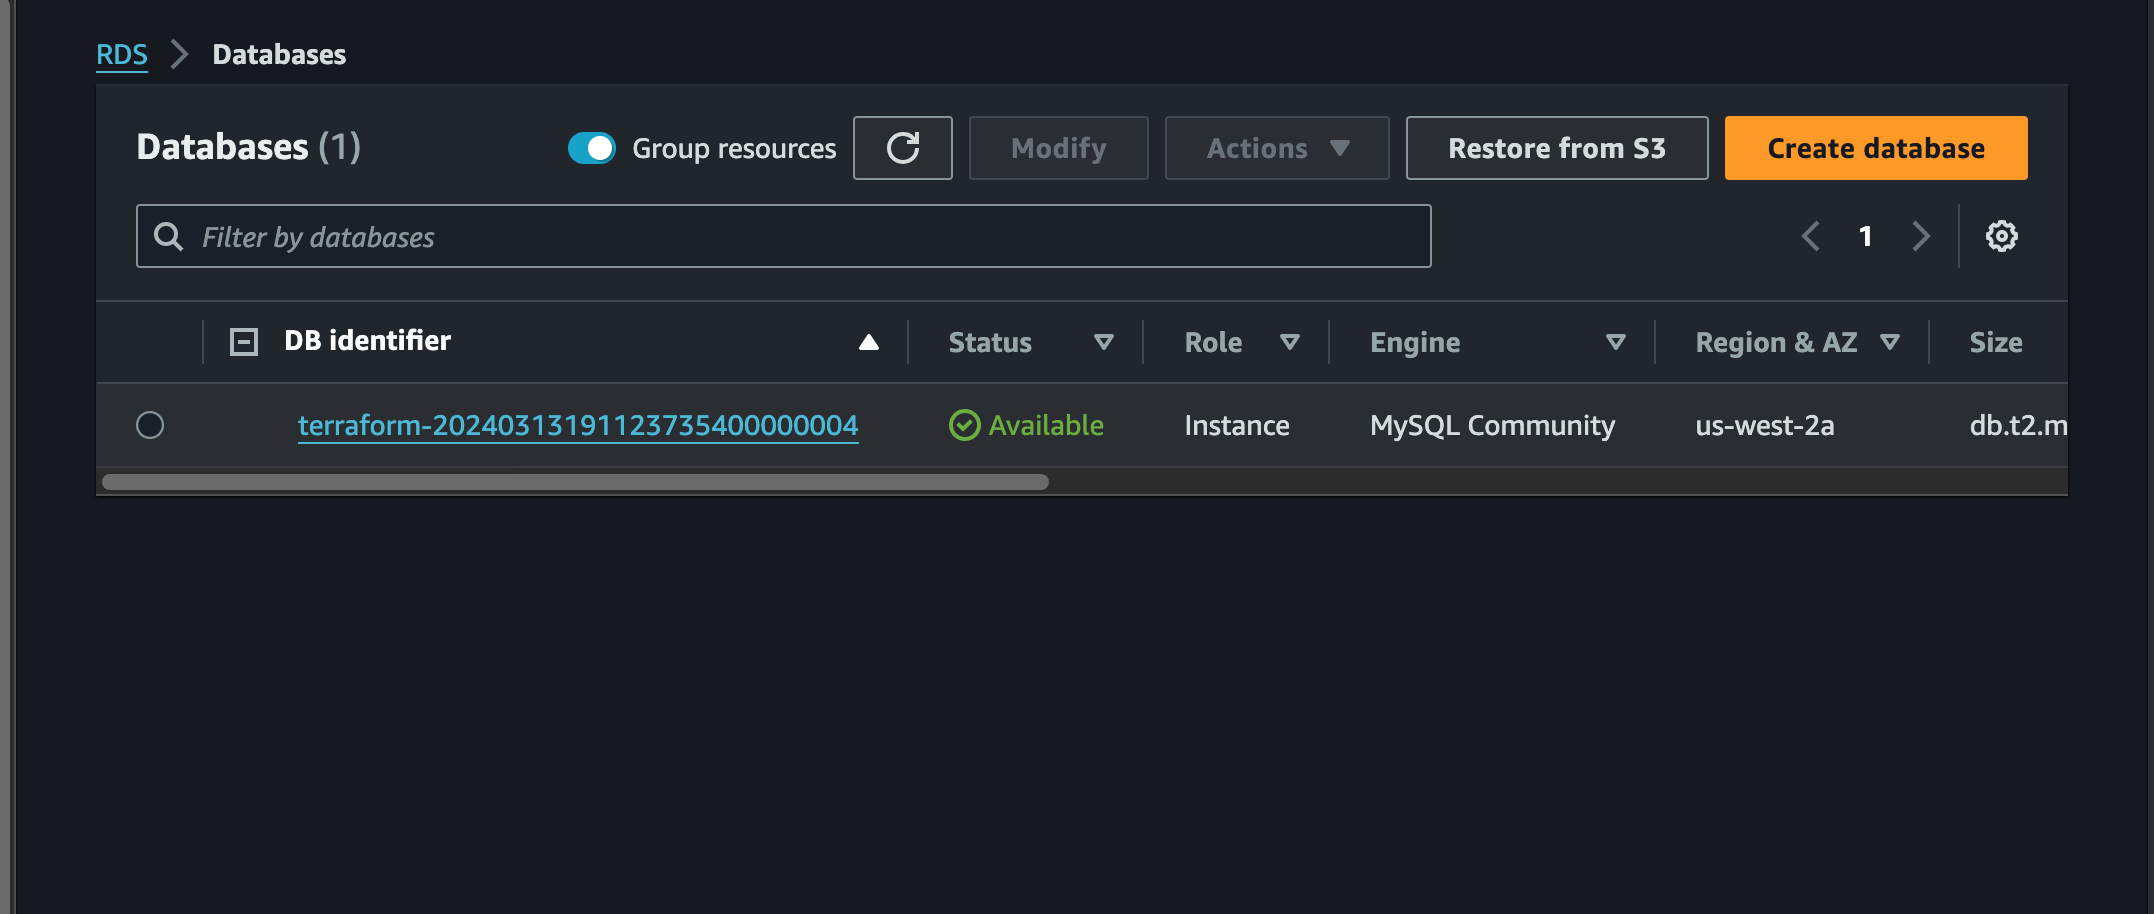 RDS > Databases
Databases (1) Group resources Modify Actions Restore from S3 Create database
Filter by databases 1
DB identifier Status Role Engine Region & AZ Size
terraform-20240313191123735400000004 Available Instance MySQL Community us-west-2a db.t2.m